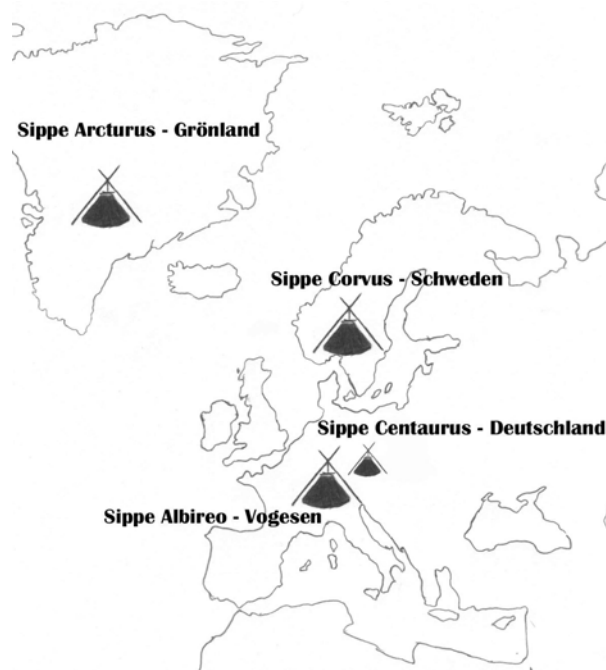 Sippe Arcturus - Grönland
Sippe Corvus - Schweden
Sippe Centaurus - Deutschland
Sippe Albireo - Vogesen